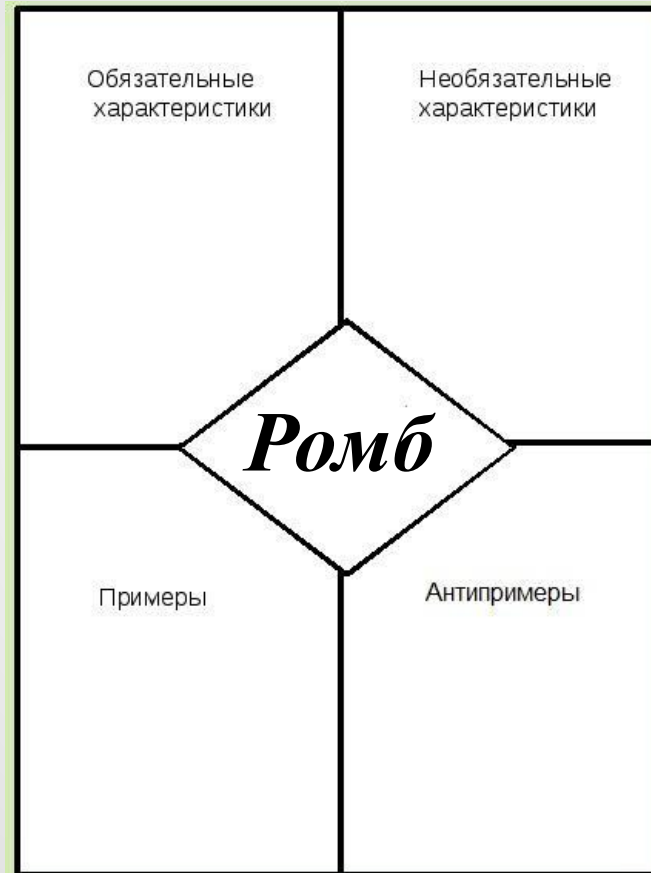 Обязательные
характеристики
Необязательные
характеристики
Ромб
Примеры
Антипримеры